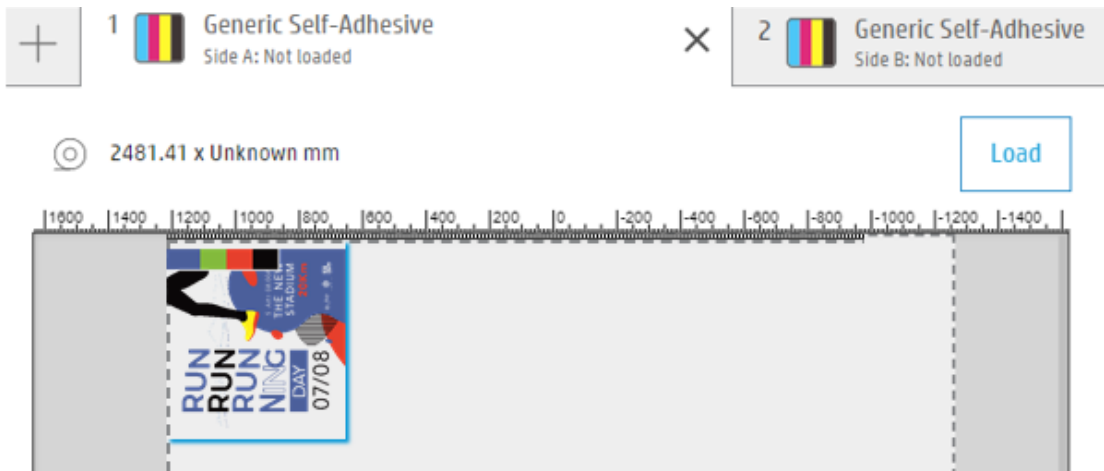 1 Generic Self-Adhesive
Side A: Not loaded
2 Generic Self-Adhesive
Side B: Not loaded
2481.41 x Unknown mm
Load
1600 1400 1200 1000 800 600 400 200 0 -200 -400 -600 -800 -1000 -1200 -1400
THE NEW
STADIUM
20Km
RUN
RUN
RUN
NING
DAY
07/08